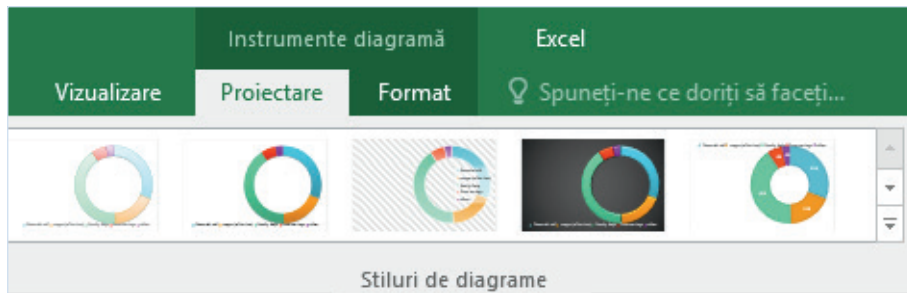 Instrumente diagramă Excel
Vizualizare Proiectare Format Spuneți-ne ce doriți să faceți...
Stiluri de diagrame